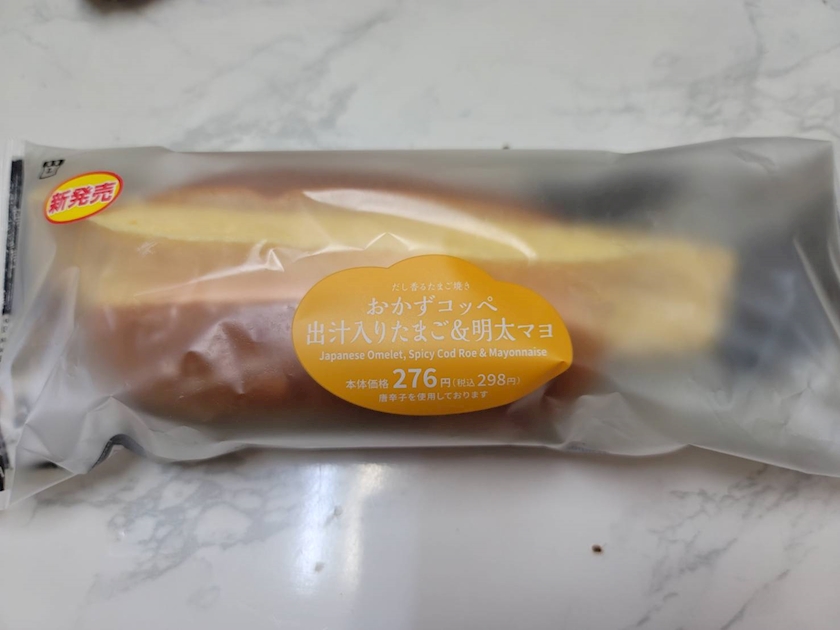 新発売
だし香るたまご焼き
おかずコッペ
出汁入りたまご&明太マヨ
Japanese Omelet, Spicy Cod Roe & Mayonnaise
本体価格 276円(税込 298円)
唐辛子を使用しております